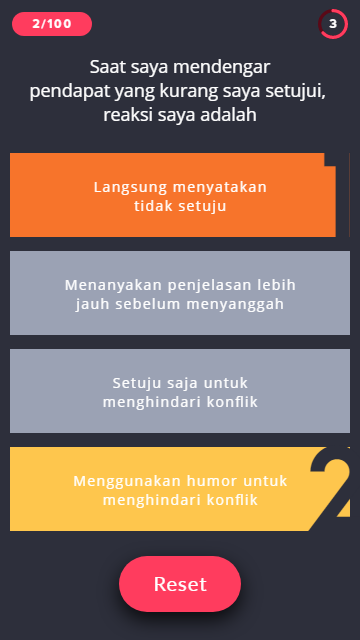 2/100
3
Saat saya mendengar
pendapat yang kurang saya setujui,
reaksi saya adalah
Langsung menyatakan
tidak setuju
1
Menanyakan penjelasan lebih
jauh sebelum menyanggah
Setuju saja untuk
menghindari konflik
Menggunakan humor untuk
menghindari konflik
2
Reset